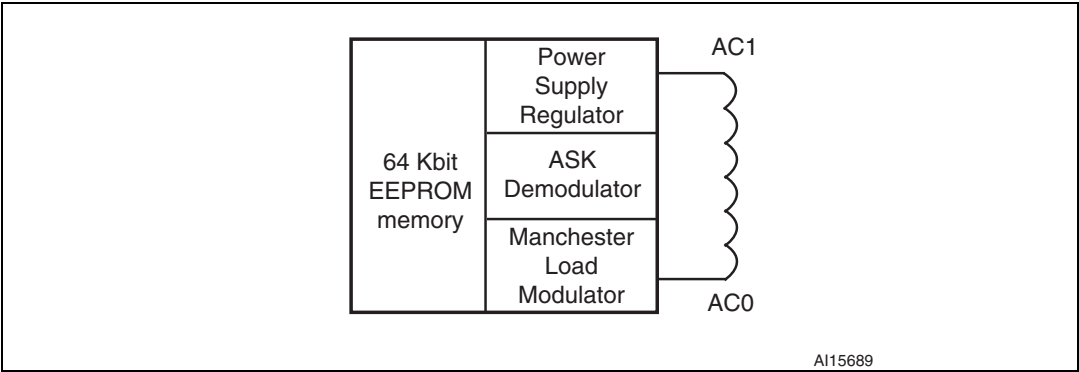 64 Kbit
EEPROM
memory
Power
Supply
Regulator
ASK
Demodulator
Manchester
Load
Modulator
AC1
AC0
AI15689